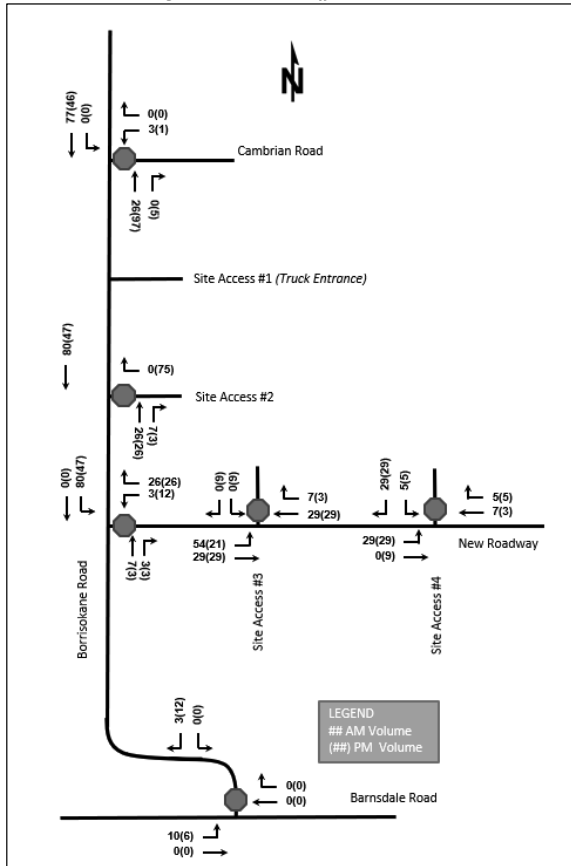 N
77(46)
0(0)
0(0)
3(1)
Cambrian Road
26(97)
0(5)
Site Access #1 (Truck Entrance)
80(47)
0(75)
Site Access #2
26(26)
7(3)
0(0)
80(47)
26(26)
3(12)
7(3)
3(3)
0(9)
0(9)
7(3)
29(29)
54(21)
29(29)
29(29)
5(5)
5(5)
7(3)
29(29)
0(9)
New Roadway
Borrisokane Road
Site Access #3
Site Access #4
3(12)
0(0)
LEGEND
## AM Volume
(##) PM Volume
0(0)
0(0)
Barnsdale Road
10(6)
0(0)